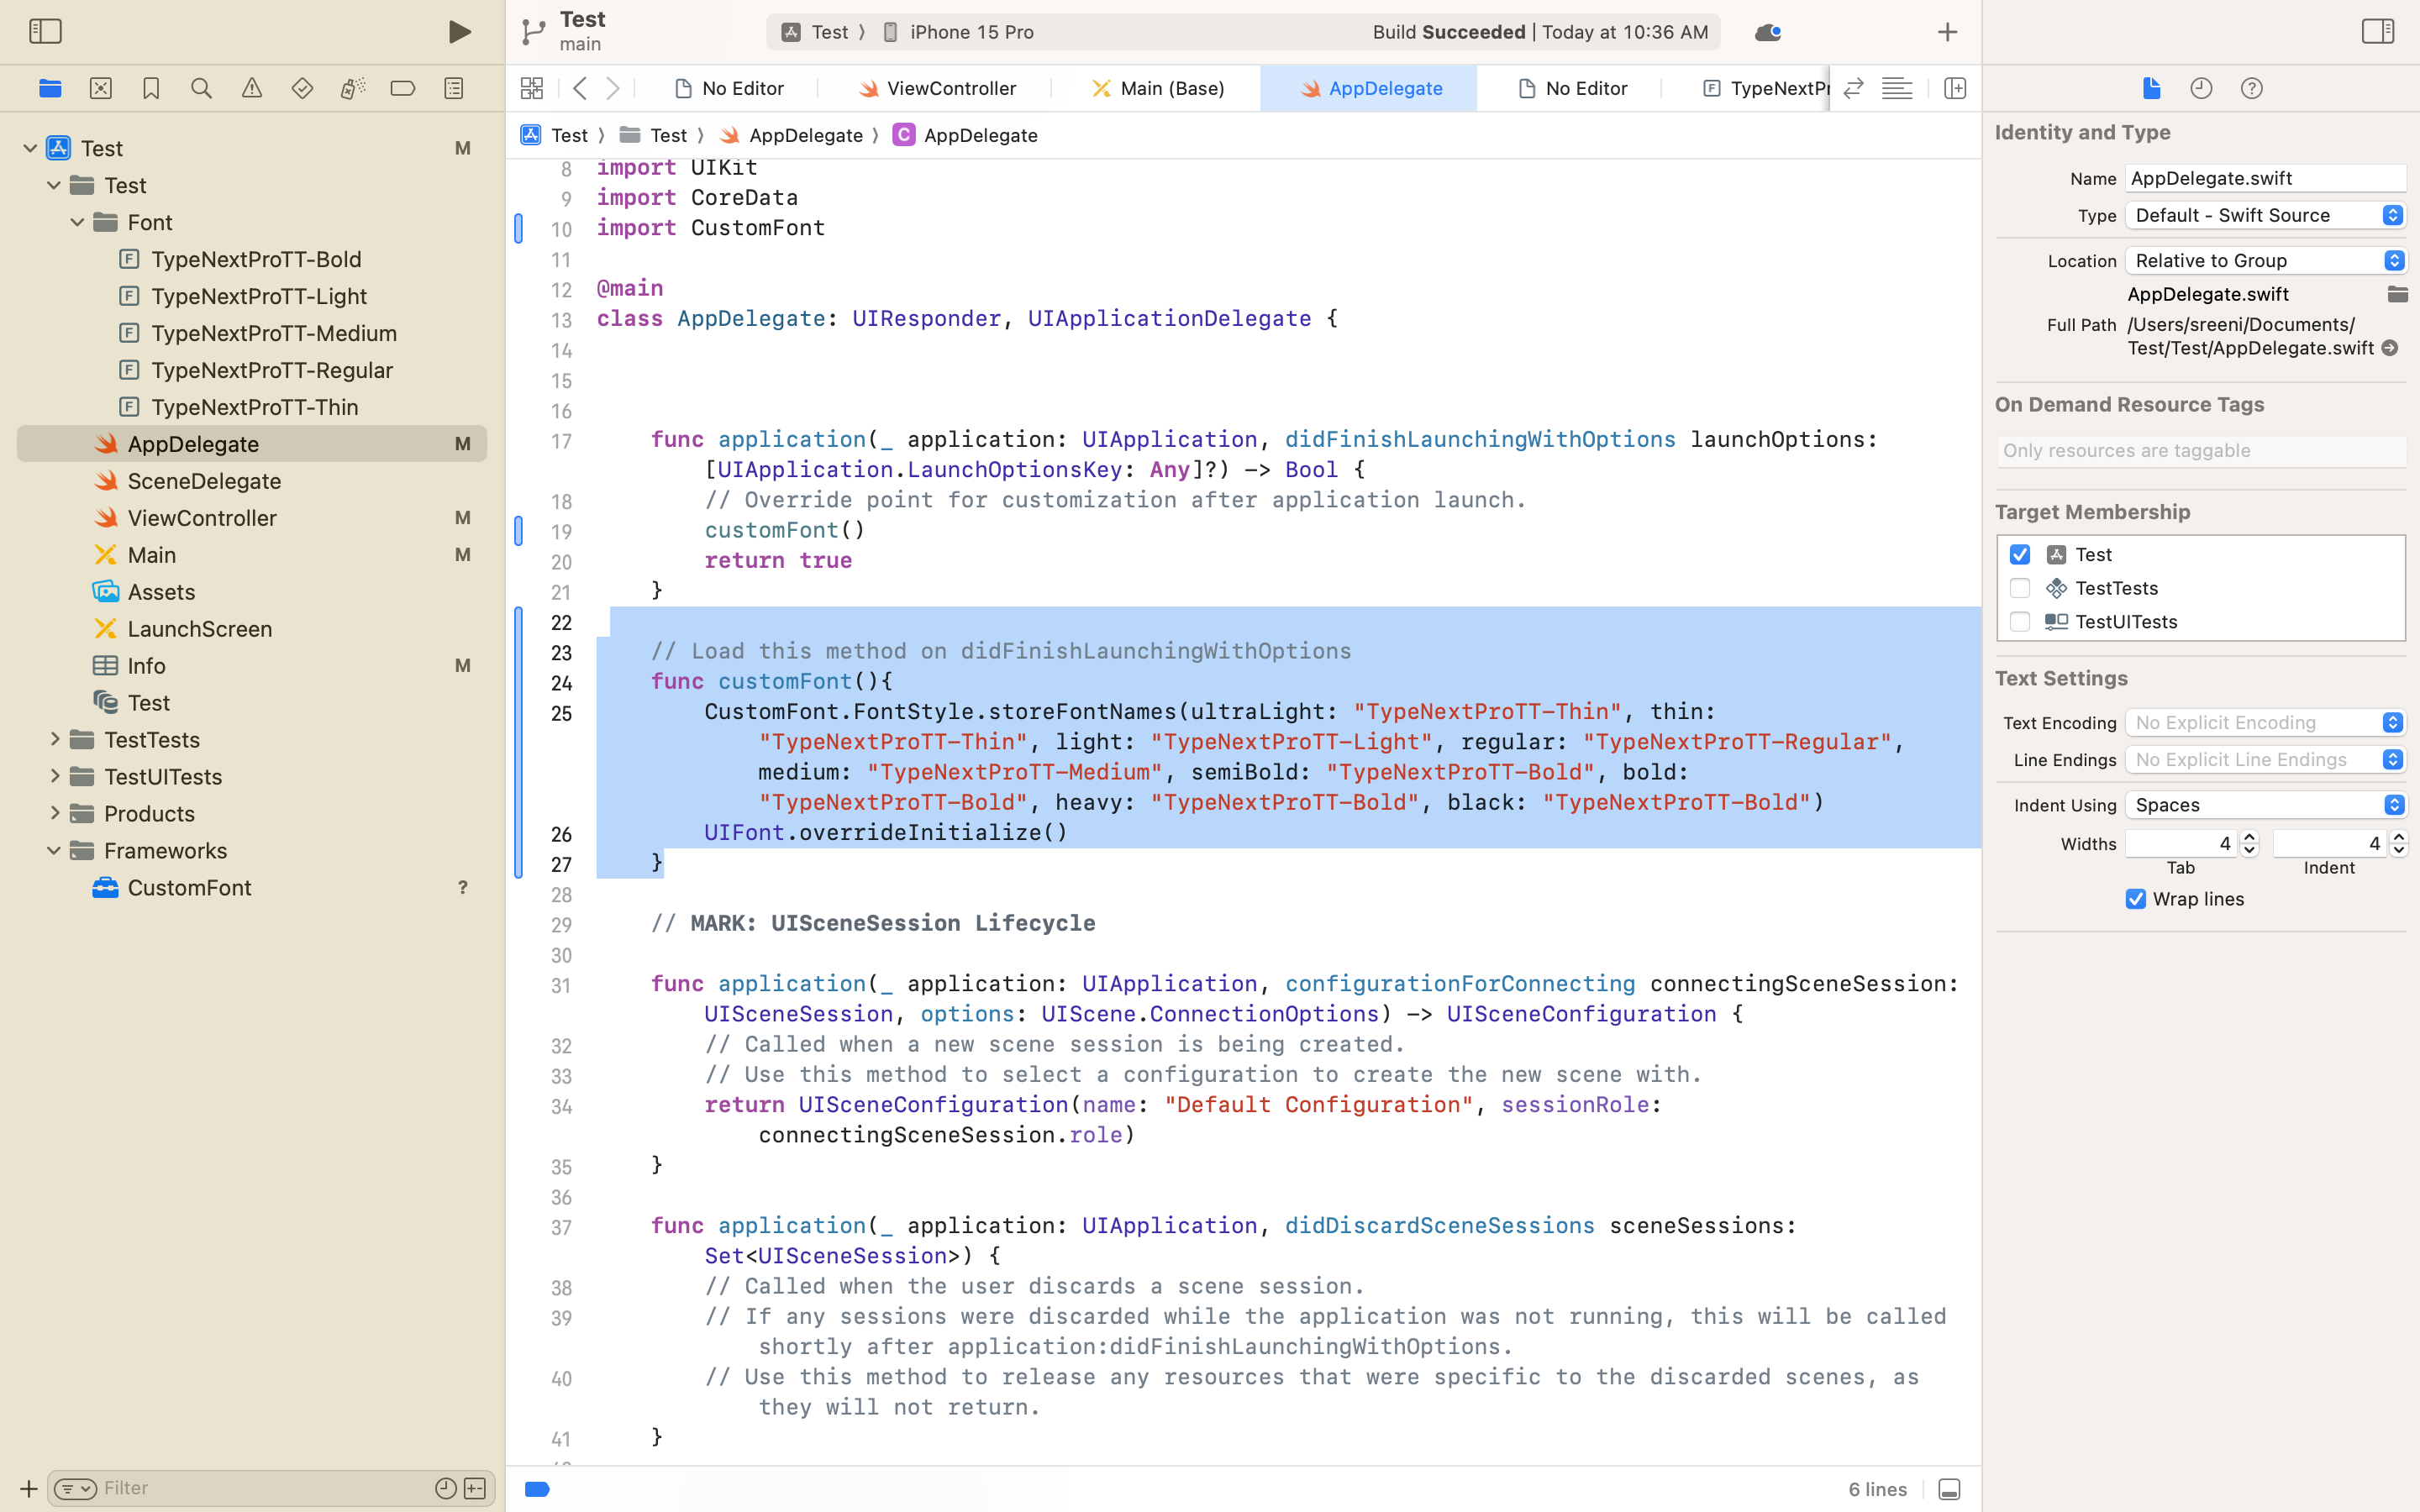 Test
main
Test 〉 iPhone 15 Pro
Build Succeeded | Today at 10:36 AM
No Editor
ViewController
Main (Base)
AppDelegate
No Editor
TypeNextPr
Test 〉 Test 〉 AppDelegate 〉 C AppDelegate
Test M
Test
Font
F TypeNextProTT-Bold
F TypeNextProTT-Light
F TypeNextProTT-Medium
F TypeNextProTT-Regular
F TypeNextProTT-Thin
AppDelegate M
SceneDelegate
ViewController M
Main M
Assets
LaunchScreen
Info M
Test
TestTests
TestUITests
Products
Frameworks
CustomFont ?
Filter
8 import UIKit
9 import CoreData
10 import CustomFont
11
12 @main
13 class AppDelegate: UIResponder, UIApplicationDelegate {
14
15
16
17 func application(_ application: UIApplication, didFinishLaunchingWithOptions launchOptions:
[UIApplication.LaunchOptionsKey: Any]?) -> Bool {
18 // Override point for customization after application launch.
19 customFont()
20 return true
21 }
22
23 // Load this method on didFinishLaunchingWithOptions
24 func customFont(){
25 CustomFont.FontStyle.storeFontNames(ultraLight: "TypeNextProTT-Thin", thin:
"TypeNextProTT-Thin", light: "TypeNextProTT-Light", regular: "TypeNextProTT-Regular",
medium: "TypeNextProTT-Medium", semiBold: "TypeNextProTT-Bold", bold:
"TypeNextProTT-Bold", heavy: "TypeNextProTT-Bold", black: "TypeNextProTT-Bold")
26 UIFont.overrideInitialize()
27 }
28
29 // MARK: UISceneSession Lifecycle
30
31 func application(_ application: UIApplication, configurationForConnecting connectingSceneSession:
UISceneSession, options: UIScene.ConnectionOptions) -> UISceneConfiguration {
32 // Called when a new scene session is being created.
33 // Use this method to select a configuration to create the new scene with.
34 return UISceneConfiguration(name: "Default Configuration", sessionRole:
connectingSceneSession.role)
35 }
36
37 func application(_ application: UIApplication, didDiscardSceneSessions sceneSessions:
Set<UISceneSession>) {
38 // Called when the user discards a scene session.
39 // If any sessions were discarded while the application was not running, this will be called
shortly after application:didFinishLaunchingWithOptions.
40 // Use this method to release any resources that were specific to the discarded scenes, as
they will not return.
41 }
6 lines
Identity and Type
Name AppDelegate.swift
Type Default - Swift Source
Location Relative to Group
AppDelegate.swift
Full Path /Users/sreeni/Documents/
Test/Test/AppDelegate.swift
On Demand Resource Tags
Only resources are taggable
Target Membership
Test
TestTests
TestUITests
Text Settings
Text Encoding No Explicit Encoding
Line Endings No Explicit Line Endings
Indent Using Spaces
Widths 4 4
Tab Indent
Wrap lines